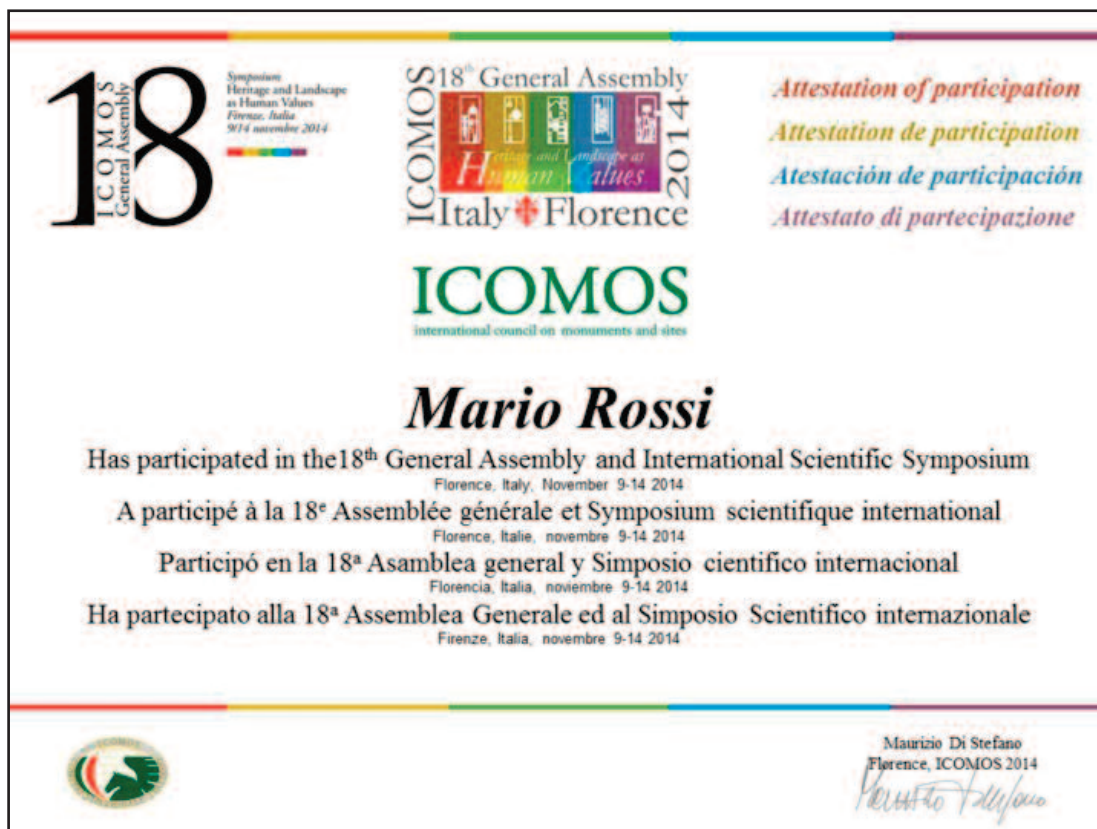 18
ICOMOS
General Assembly
Symposium
Heritage and Landscape
as Human Values
Firenze, Italia
9/14 novembre 2014
ICOMOS
18th General Assembly
2014
Heritage and Landscape as
Human Values
Italy Florence
Attestation of participation
Attestation de participation
Atestación de participación
Attestato di partecipazione
ICOMOS
international council on monuments and sites
Mario Rossi
Has participated in the18th General Assembly and International Scientific Symposium
Florence, Italy, November 9-14 2014
A participé à la 18e Assemblée générale et Symposium scientifique international
Florence, Italie, novembre 9-14 2014
Participó en la 18ª Asamblea general y Simposio cientifico internacional
Florencia, Italia, noviembre 9-14 2014
Ha partecipato alla 18ª Assemblea Generale ed al Simposio Scientifico internazionale
Firenze, Italia, novembre 9-14 2014
ICOMOS
Maurizio Di Stefano
Florence, ICOMOS 2014